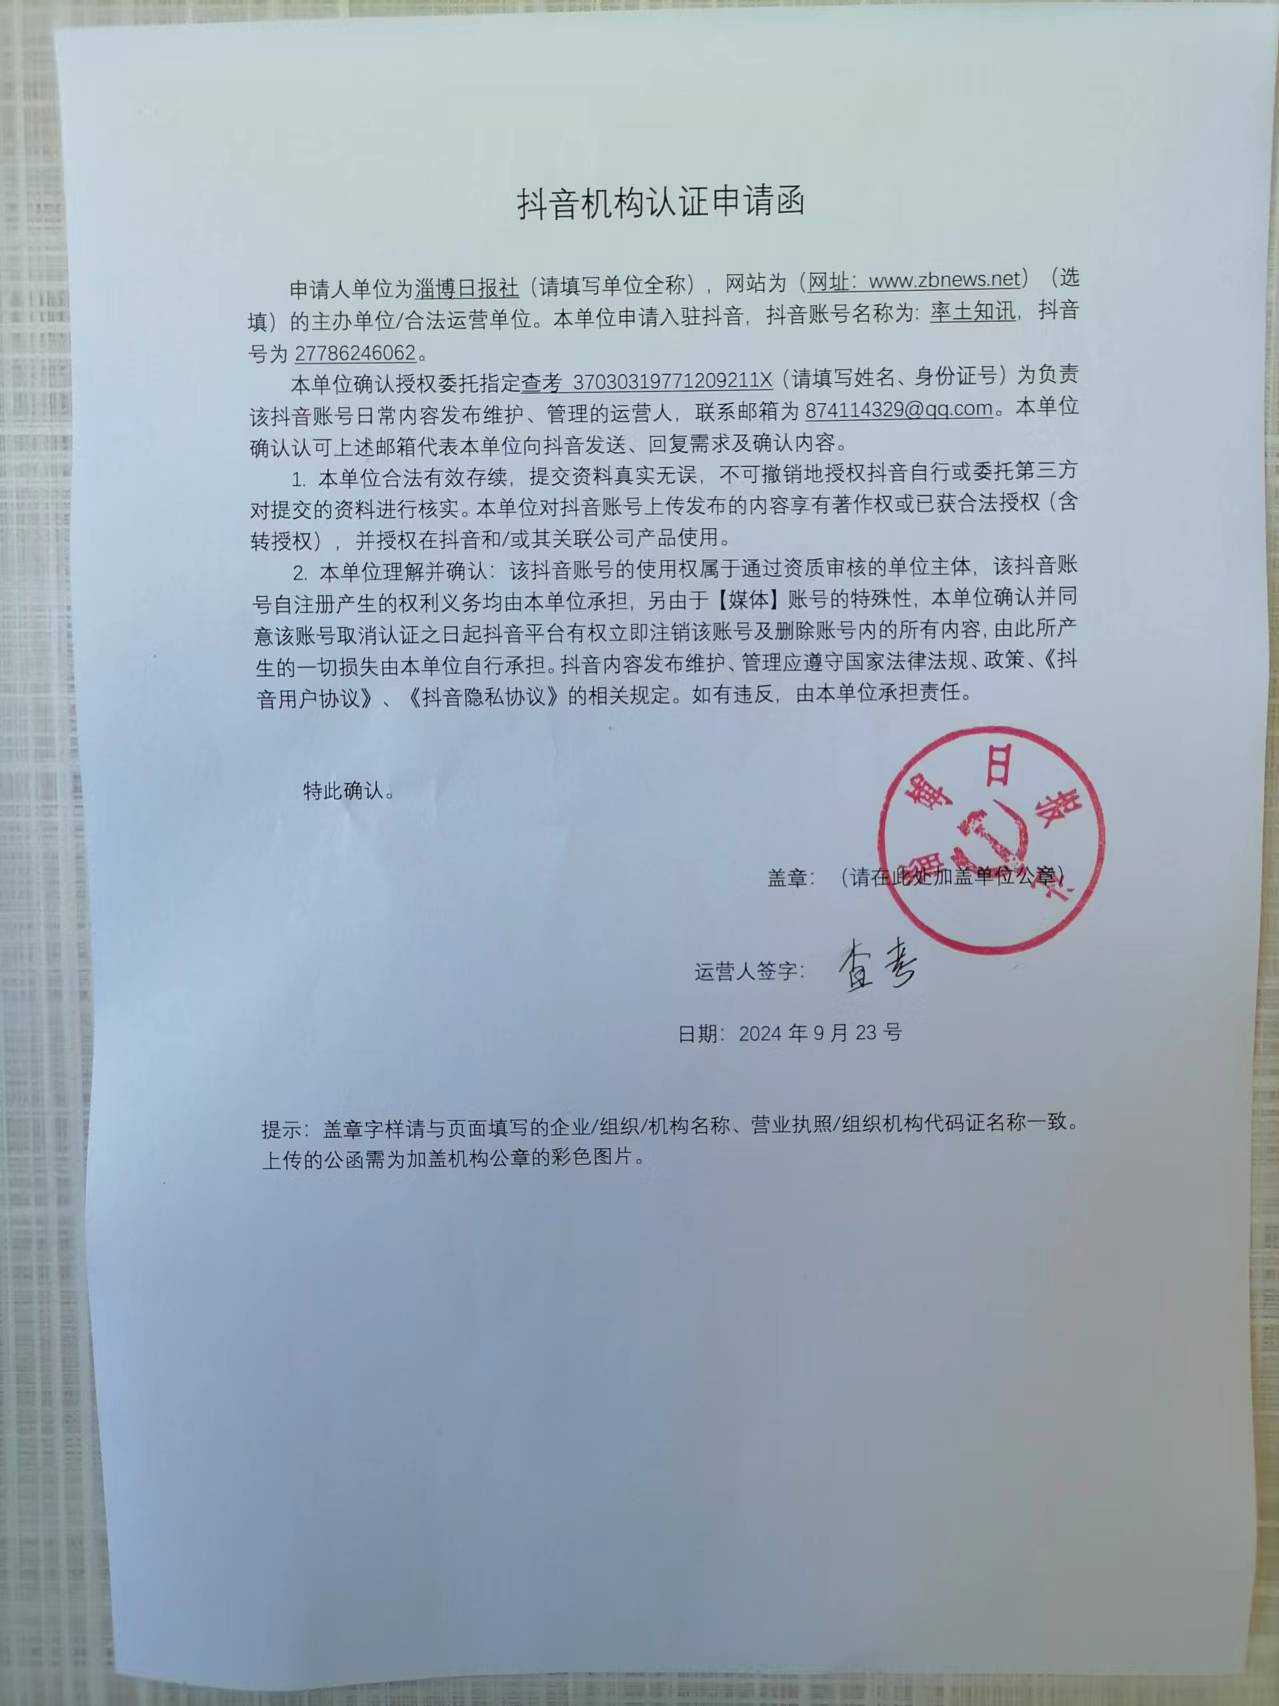 抖音机构认证申请函
申请人单位为淄博日报社（请填写单位全称），网站为（网址：www.zbnews.net）（选
填）的主办单位/合法运营单位。本单位申请入驻抖音，抖音账号名称为: 率土知讯，抖音
号为 27786246062。
本单位确认授权委托指定查考 37030319771209211X（请填写姓名、身份证号）为负责
该抖音账号日常内容发布维护、管理的运营人，联系邮箱为 874114329@qq.com。本单位
确认认可上述邮箱代表本单位向抖音发送、回复需求及确认内容。
1. 本单位合法有效存续，提交资料真实无误，不可撤销地授权抖音自行或委托第三方
对提交的资料进行核实。本单位对抖音账号上传发布的内容享有著作权或已获合法授权（含
转授权），并授权在抖音和/或其关联公司产品使用。
2. 本单位理解并确认：该抖音账号的使用权属于通过资质审核的单位主体，该抖音账
号自注册产生的权利义务均由本单位承担，另由于【媒体】账号的特殊性，本单位确认并同
意该账号取消认证之日起抖音平台有权立即注销该账号及删除账号内的所有内容, 由此所产
生的一切损失由本单位自行承担。抖音内容发布维护、管理应遵守国家法律法规、政策、《抖
音用户协议》、《抖音隐私协议》的相关规定。如有违反，由本单位承担责任。
特此确认。
淄博日报社
盖章：（请在此处加盖单位公章）
运营人签字：查考
日期：2024 年 9 月 23 号
提示：盖章字样请与页面填写的企业/组织/机构名称、营业执照/组织机构代码证名称一致。
上传的公函需为加盖机构公章的彩色图片。